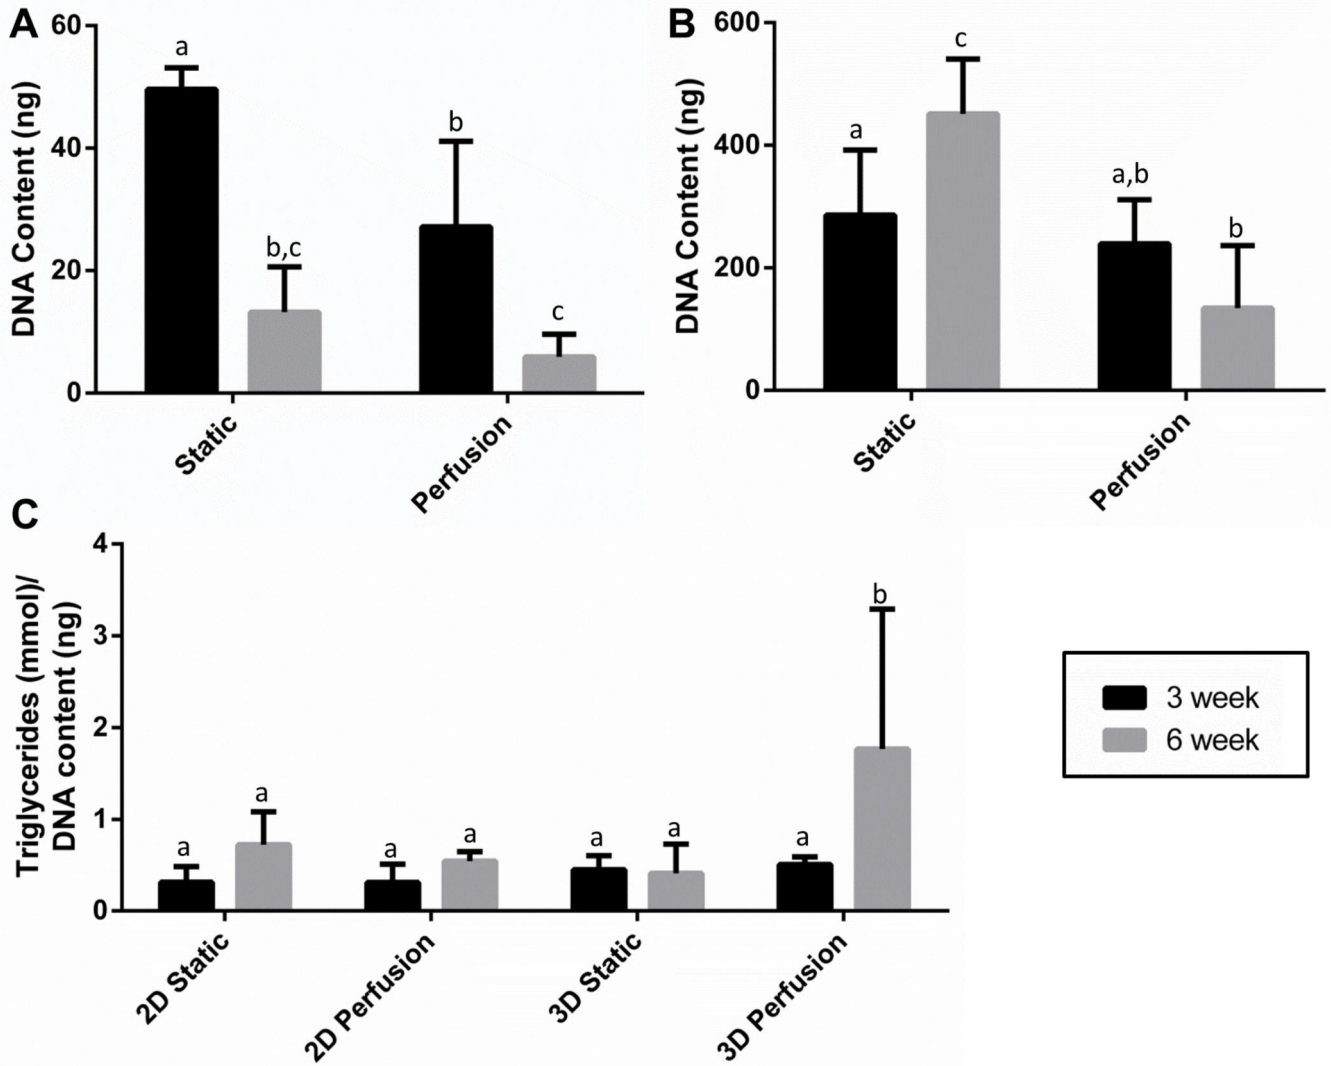 A
DNA Content (ng)
60
40
20
0
a
b,c
b
c
Static
Perfusion
B
DNA Content (ng)
600
400
200
0
a
c
a,b
b
Static
Perfusion
C
Triglycerides (mmol)/
DNA content (ng)
4
3
2
1
0
a
a
a
a
a
a
a
b
2D Static
2D Perfusion
3D Static
3D Perfusion
3 week
6 week